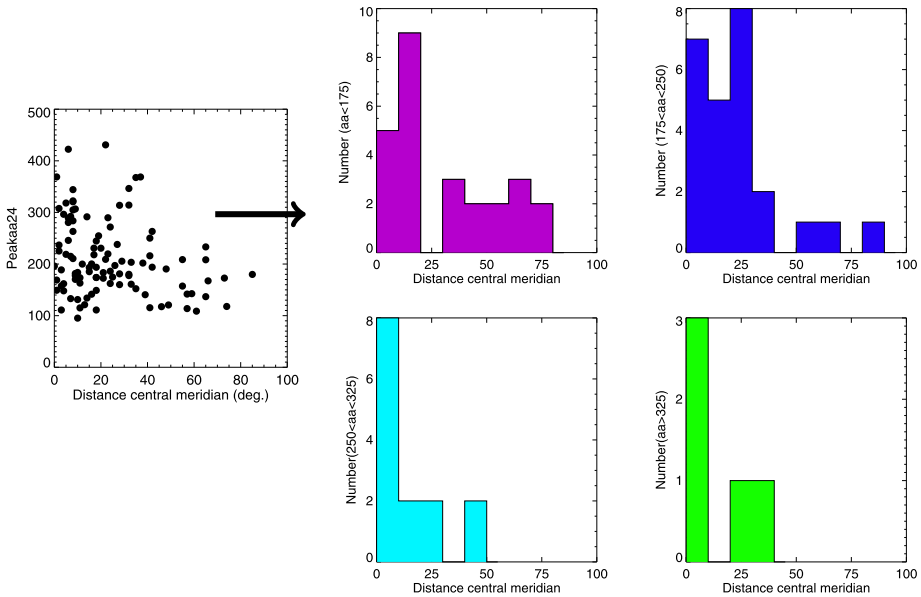 500
400
300
200
100
0
Peakaa24
0 20 40 60 80 100
Distance central meridian (deg.)
10
8
6
4
2
0
Number (aa<175)
0 25 50 75 100
Distance central meridian
8
6
4
2
0
Number (175<aa<250)
0 25 50 75 100
Distance central meridian
8
6
4
2
0
Number(250<aa<325)
0 25 50 75 100
Distance central meridian
3
2
1
0
Number(aa>325)
0 25 50 75 100
Distance central meridian